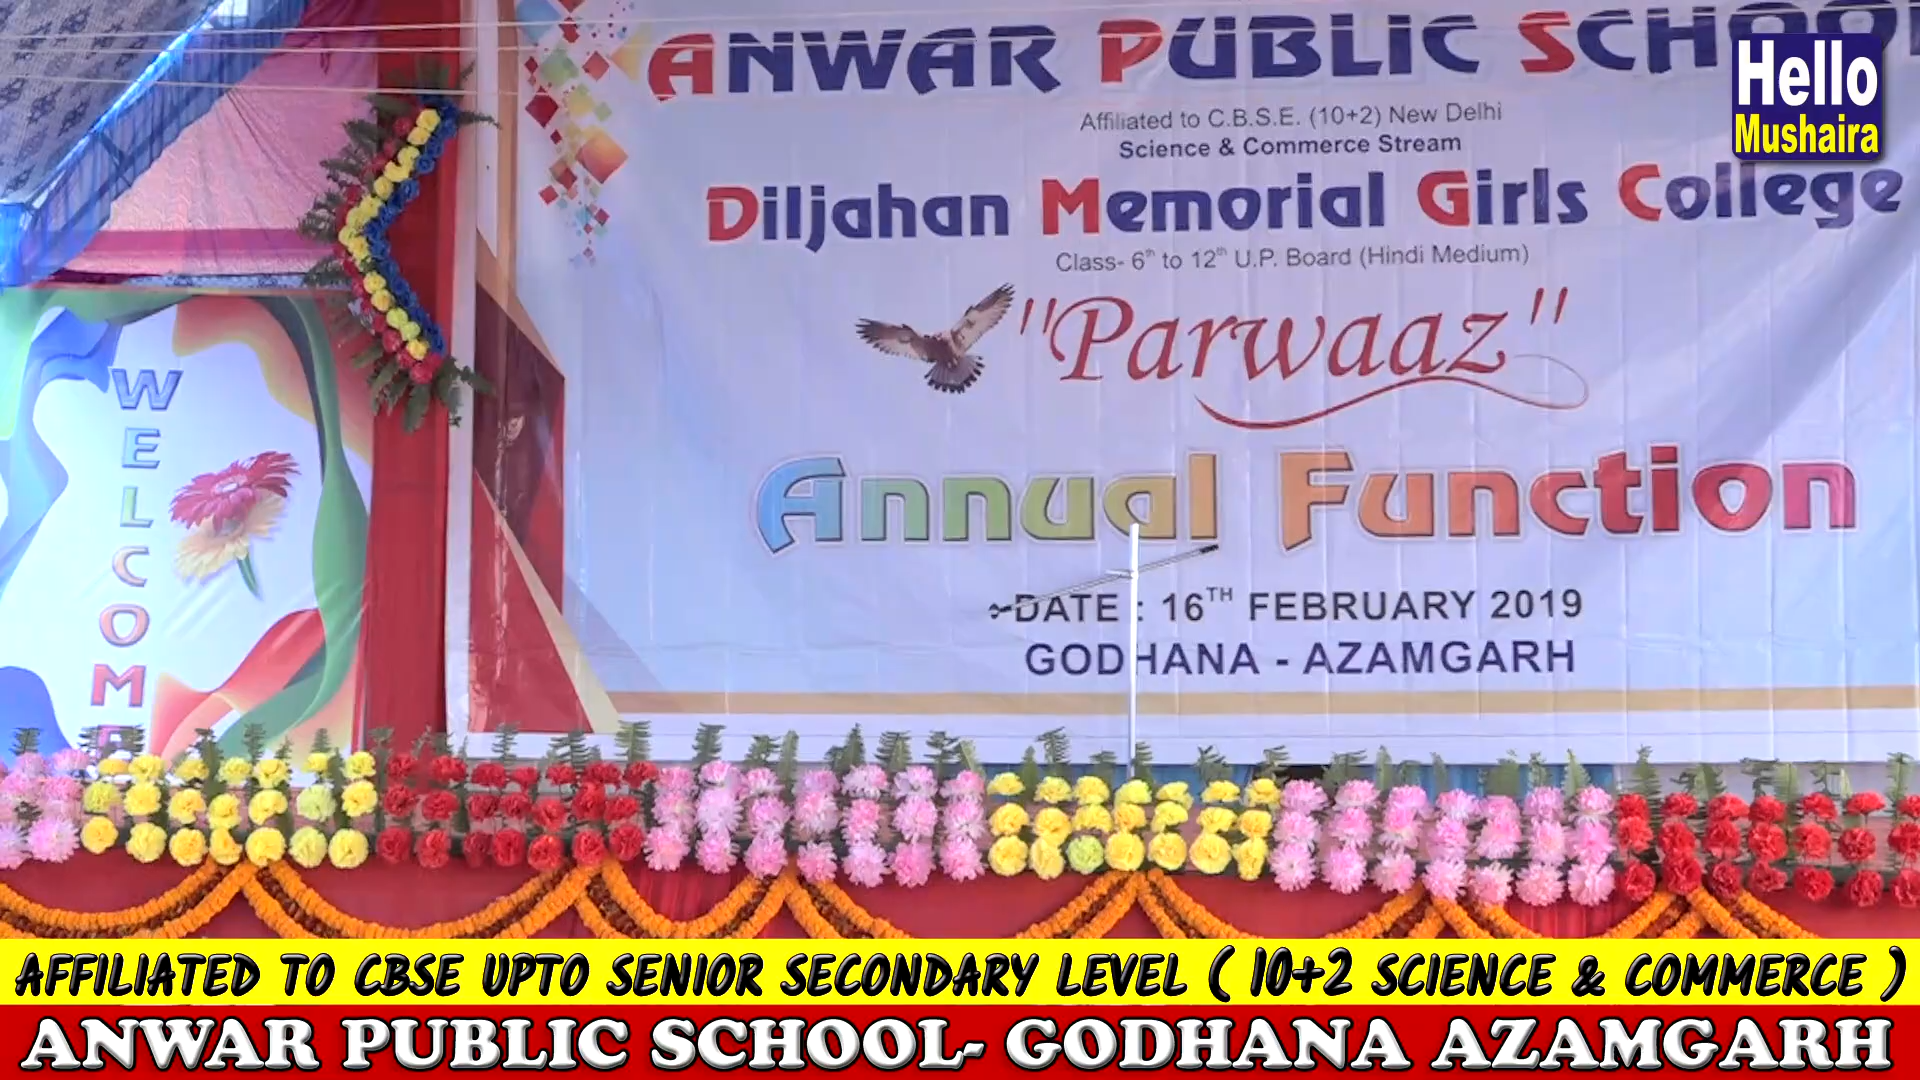 ANWAR PUBLIC SCHOOL
Hello
Mushaira
Affiliated to C.B.S.E. (10+2) New Delhi
Science & Commerce Stream
Diljahan Memorial Girls College
Class- 6th to 12th U.P. Board (Hindi Medium)
"Parwaaz"
Annual Function
DATE : 16TH FEBRUARY 2019
GODHANA - AZAMGARH
WELCOME
AFFILIATED TO CBSE UPTO SENIOR SECONDARY LEVEL ( 10+2 SCIENCE & COMMERCE )
ANWAR PUBLIC SCHOOL- GODHANA AZAMGARH